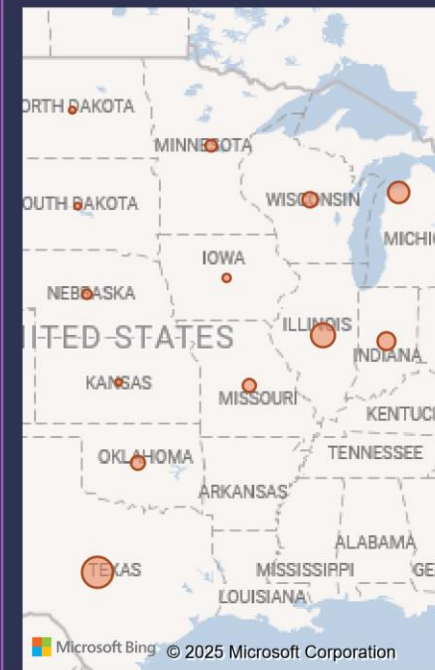 ORTH DAKOTA
MINNESOTA
OUTH DAKOTA
WISCONSIN
MICHI
IOWA
NEBRASKA
ILLINOIS
ITED STATES
INDIANA
KANSAS
MISSOURI
KENTUC
OKLAHOMA
TENNESSEE
ARKANSAS
ALABAMA
TEXAS
MISSISSIPPI
GE
LOUISIANA
Microsoft Bing © 2025 Microsoft Corporation